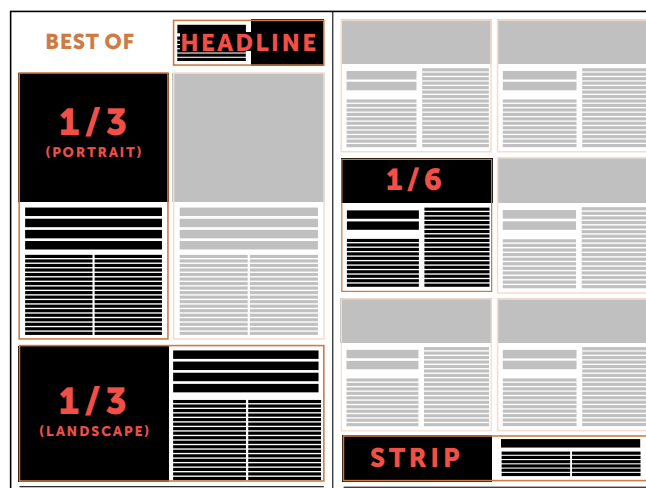 BEST OF
HEADLINE
1/3
(PORTRAIT)
1/3
(LANDSCAPE)
1/6
STRIP